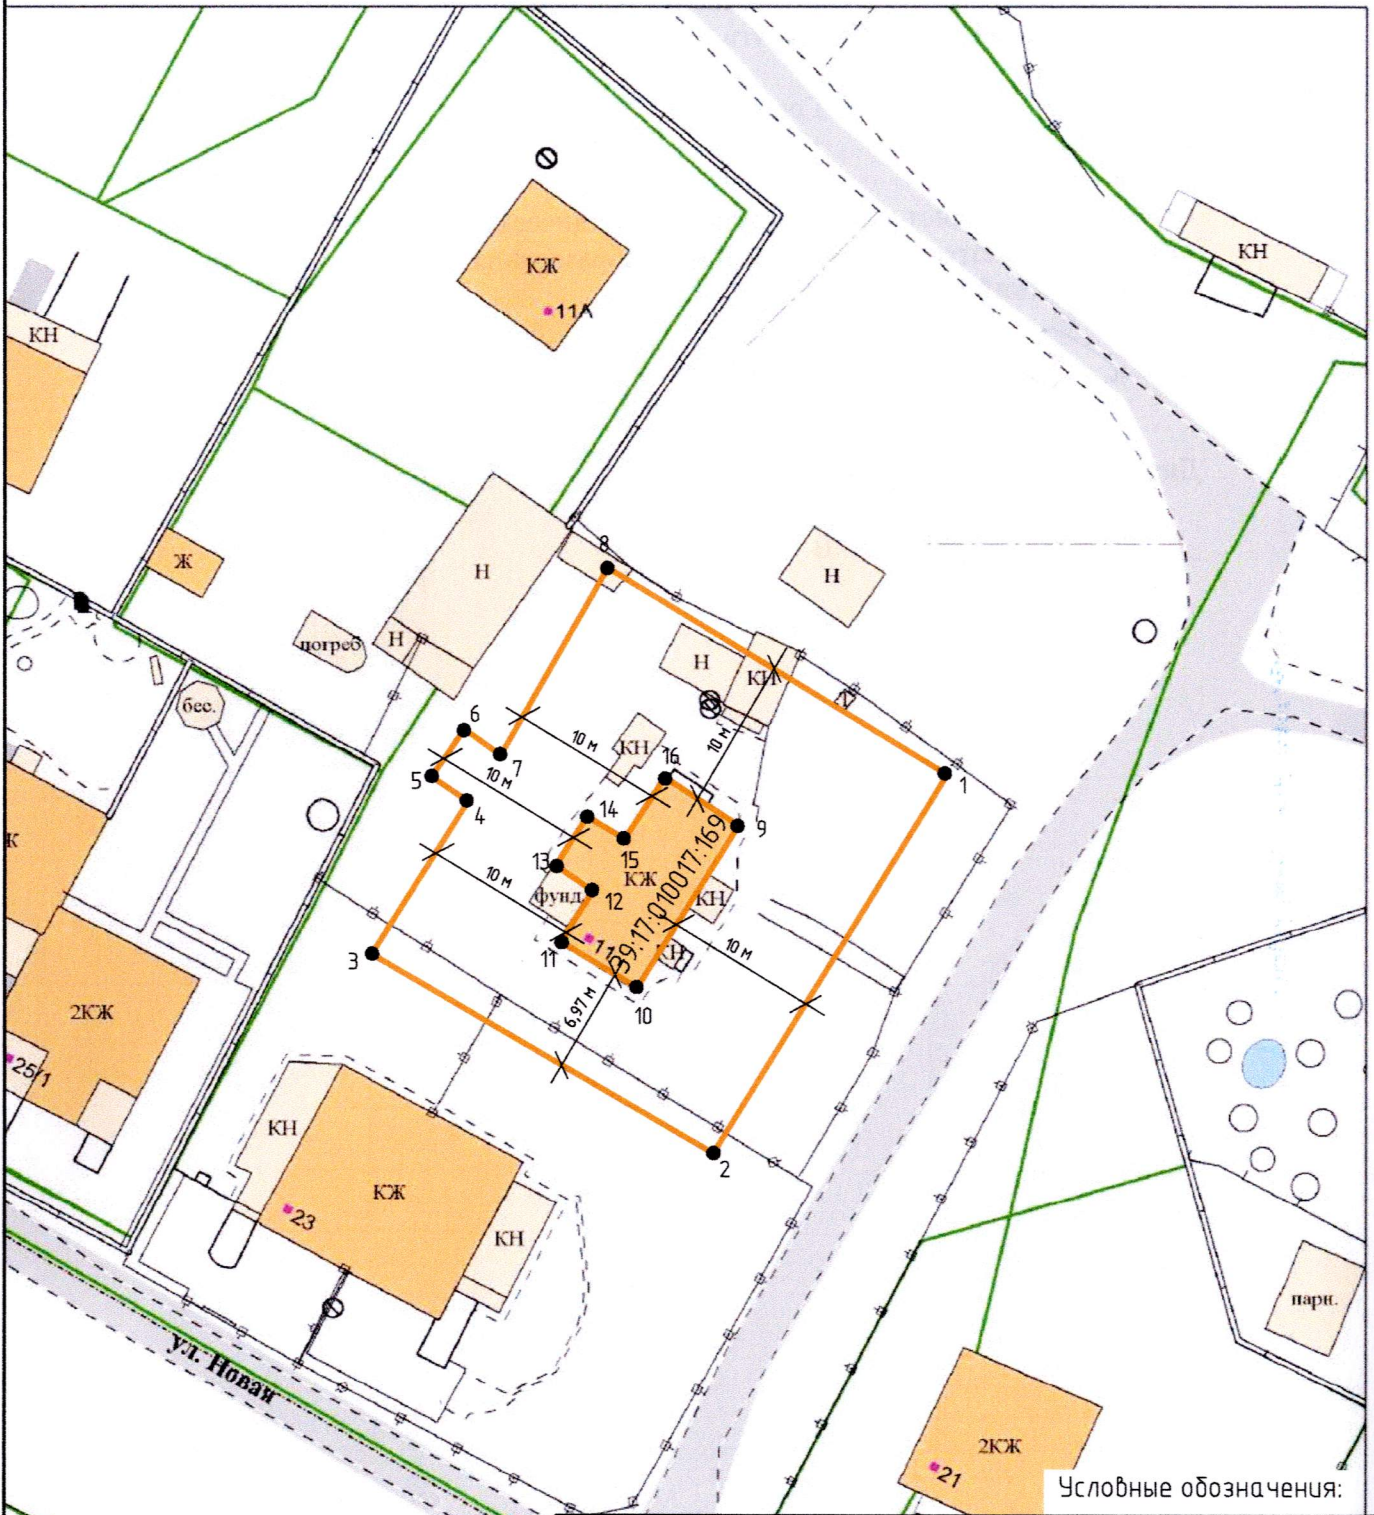 КЖ
11А
КН
КН
Ж
Н
8
Н
погреб
Н
Н
КН
бес.
6
7
10 м
КН
16
10 м
5
10 м
4
1
14
15
9
КЖ
13
12
фунд.
КН
39:17:010017:169
10 м
11
КН
10 м
3
10
6,97 м
2КЖ
25/1
2
КН
КЖ
23
КН
парн.
ул. Новая
2КЖ
21
Условные обозначения: